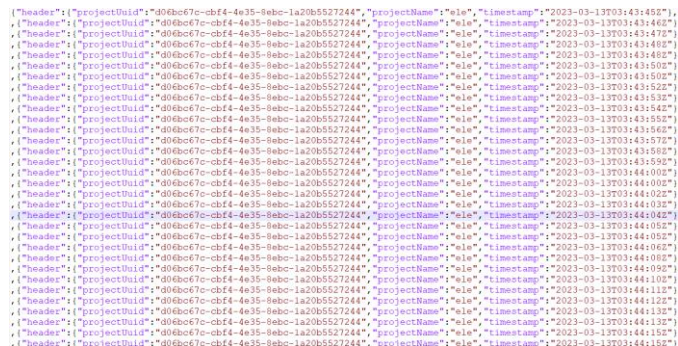 {"header":{"projectUuid":"d06bc67c-cbf4-4e35-8ebc-1a20b5527244","projectName":"ele","timestamp":"2023-03-13T03:43:45Z"},
,{"header":{"projectUuid":"d06bc67c-cbf4-4e35-8ebc-1a20b5527244","projectName":"ele","timestamp":"2023-03-13T03:43:46Z"}
,{"header":{"projectUuid":"d06bc67c-cbf4-4e35-8ebc-1a20b5527244","projectName":"ele","timestamp":"2023-03-13T03:43:47Z"}
,{"header":{"projectUuid":"d06bc67c-cbf4-4e35-8ebc-1a20b5527244","projectName":"ele","timestamp":"2023-03-13T03:43:48Z"}
,{"header":{"projectUuid":"d06bc67c-cbf4-4e35-8ebc-1a20b5527244","projectName":"ele","timestamp":"2023-03-13T03:43:48Z"}
,{"header":{"projectUuid":"d06bc67c-cbf4-4e35-8ebc-1a20b5527244","projectName":"ele","timestamp":"2023-03-13T03:43:50Z"}
,{"header":{"projectUuid":"d06bc67c-cbf4-4e35-8ebc-1a20b5527244","projectName":"ele","timestamp":"2023-03-13T03:43:50Z"}
,{"header":{"projectUuid":"d06bc67c-cbf4-4e35-8ebc-1a20b5527244","projectName":"ele","timestamp":"2023-03-13T03:43:52Z"}
,{"header":{"projectUuid":"d06bc67c-cbf4-4e35-8ebc-1a20b5527244","projectName":"ele","timestamp":"2023-03-13T03:43:53Z"}
,{"header":{"projectUuid":"d06bc67c-cbf4-4e35-8ebc-1a20b5527244","projectName":"ele","timestamp":"2023-03-13T03:43:54Z"}
,{"header":{"projectUuid":"d06bc67c-cbf4-4e35-8ebc-1a20b5527244","projectName":"ele","timestamp":"2023-03-13T03:43:55Z"}
,{"header":{"projectUuid":"d06bc67c-cbf4-4e35-8ebc-1a20b5527244","projectName":"ele","timestamp":"2023-03-13T03:43:56Z"}
,{"header":{"projectUuid":"d06bc67c-cbf4-4e35-8ebc-1a20b5527244","projectName":"ele","timestamp":"2023-03-13T03:43:57Z"}
,{"header":{"projectUuid":"d06bc67c-cbf4-4e35-8ebc-1a20b5527244","projectName":"ele","timestamp":"2023-03-13T03:43:58Z"}
,{"header":{"projectUuid":"d06bc67c-cbf4-4e35-8ebc-1a20b5527244","projectName":"ele","timestamp":"2023-03-13T03:43:59Z"}
,{"header":{"projectUuid":"d06bc67c-cbf4-4e35-8ebc-1a20b5527244","projectName":"ele","timestamp":"2023-03-13T03:44:00Z"}
,{"header":{"projectUuid":"d06bc67c-cbf4-4e35-8ebc-1a20b5527244","projectName":"ele","timestamp":"2023-03-13T03:44:02Z"}
,{"header":{"projectUuid":"d06bc67c-cbf4-4e35-8ebc-1a20b5527244","projectName":"ele","timestamp":"2023-03-13T03:44:03Z"}
,{"header":{"projectUuid":"d06bc67c-cbf4-4e35-8ebc-1a20b5527244","projectName":"ele","timestamp":"2023-03-13T03:44:04Z"}
,{"header":{"projectUuid":"d06bc67c-cbf4-4e35-8ebc-1a20b5527244","projectName":"ele","timestamp":"2023-03-13T03:44:05Z"}
,{"header":{"projectUuid":"d06bc67c-cbf4-4e35-8ebc-1a20b5527244","projectName":"ele","timestamp":"2023-03-13T03:44:05Z"}
,{"header":{"projectUuid":"d06bc67c-cbf4-4e35-8ebc-1a20b5527244","projectName":"ele","timestamp":"2023-03-13T03:44:06Z"}
,{"header":{"projectUuid":"d06bc67c-cbf4-4e35-8ebc-1a20b5527244","projectName":"ele","timestamp":"2023-03-13T03:44:08Z"}
,{"header":{"projectUuid":"d06bc67c-cbf4-4e35-8ebc-1a20b5527244","projectName":"ele","timestamp":"2023-03-13T03:44:09Z"}
,{"header":{"projectUuid":"d06bc67c-cbf4-4e35-8ebc-1a20b5527244","projectName":"ele","timestamp":"2023-03-13T03:44:10Z"}
,{"header":{"projectUuid":"d06bc67c-cbf4-4e35-8ebc-1a20b5527244","projectName":"ele","timestamp":"2023-03-13T03:44:11Z"}
,{"header":{"projectUuid":"d06bc67c-cbf4-4e35-8ebc-1a20b5527244","projectName":"ele","timestamp":"2023-03-13T03:44:12Z"}
,{"header":{"projectUuid":"d06bc67c-cbf4-4e35-8ebc-1a20b5527244","projectName":"ele","timestamp":"2023-03-13T03:44:13Z"}
,{"header":{"projectUuid":"d06bc67c-cbf4-4e35-8ebc-1a20b5527244","projectName":"ele","timestamp":"2023-03-13T03:44:13Z"}
,{"header":{"projectUuid":"d06bc67c-cbf4-4e35-8ebc-1a20b5527244","projectName":"ele","timestamp":"2023-03-13T03:44:15Z"}
,{"header":{"projectUuid":"d06bc67c-cbf4-4e35-8ebc-1a20b5527244","projectName":"ele","timestamp":"2023-03-13T03:44:15Z"}